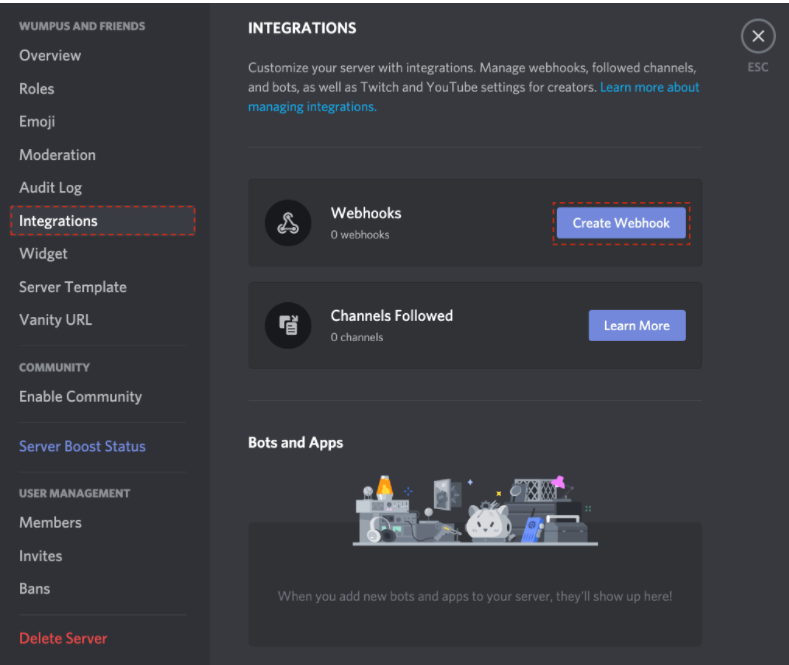 WUMPUS AND FRIENDS
Overview
Roles
Emoji
Moderation
Audit Log
Integrations
Widget
Server Template
Vanity URL
COMMUNITY
Enable Community
Server Boost Status
USER MANAGEMENT
Members
Invites
Bans
Delete Server
INTEGRATIONS
ESC
Customize your server with integrations. Manage webhooks, followed channels,
and bots, as well as Twitch and YouTube settings for creators. Learn more about
managing integrations.
Webhooks
0 webhooks
Create Webhook
Channels Followed
0 channels
Learn More
Bots and Apps
When you add new bots and apps to your server, they'll show up here!